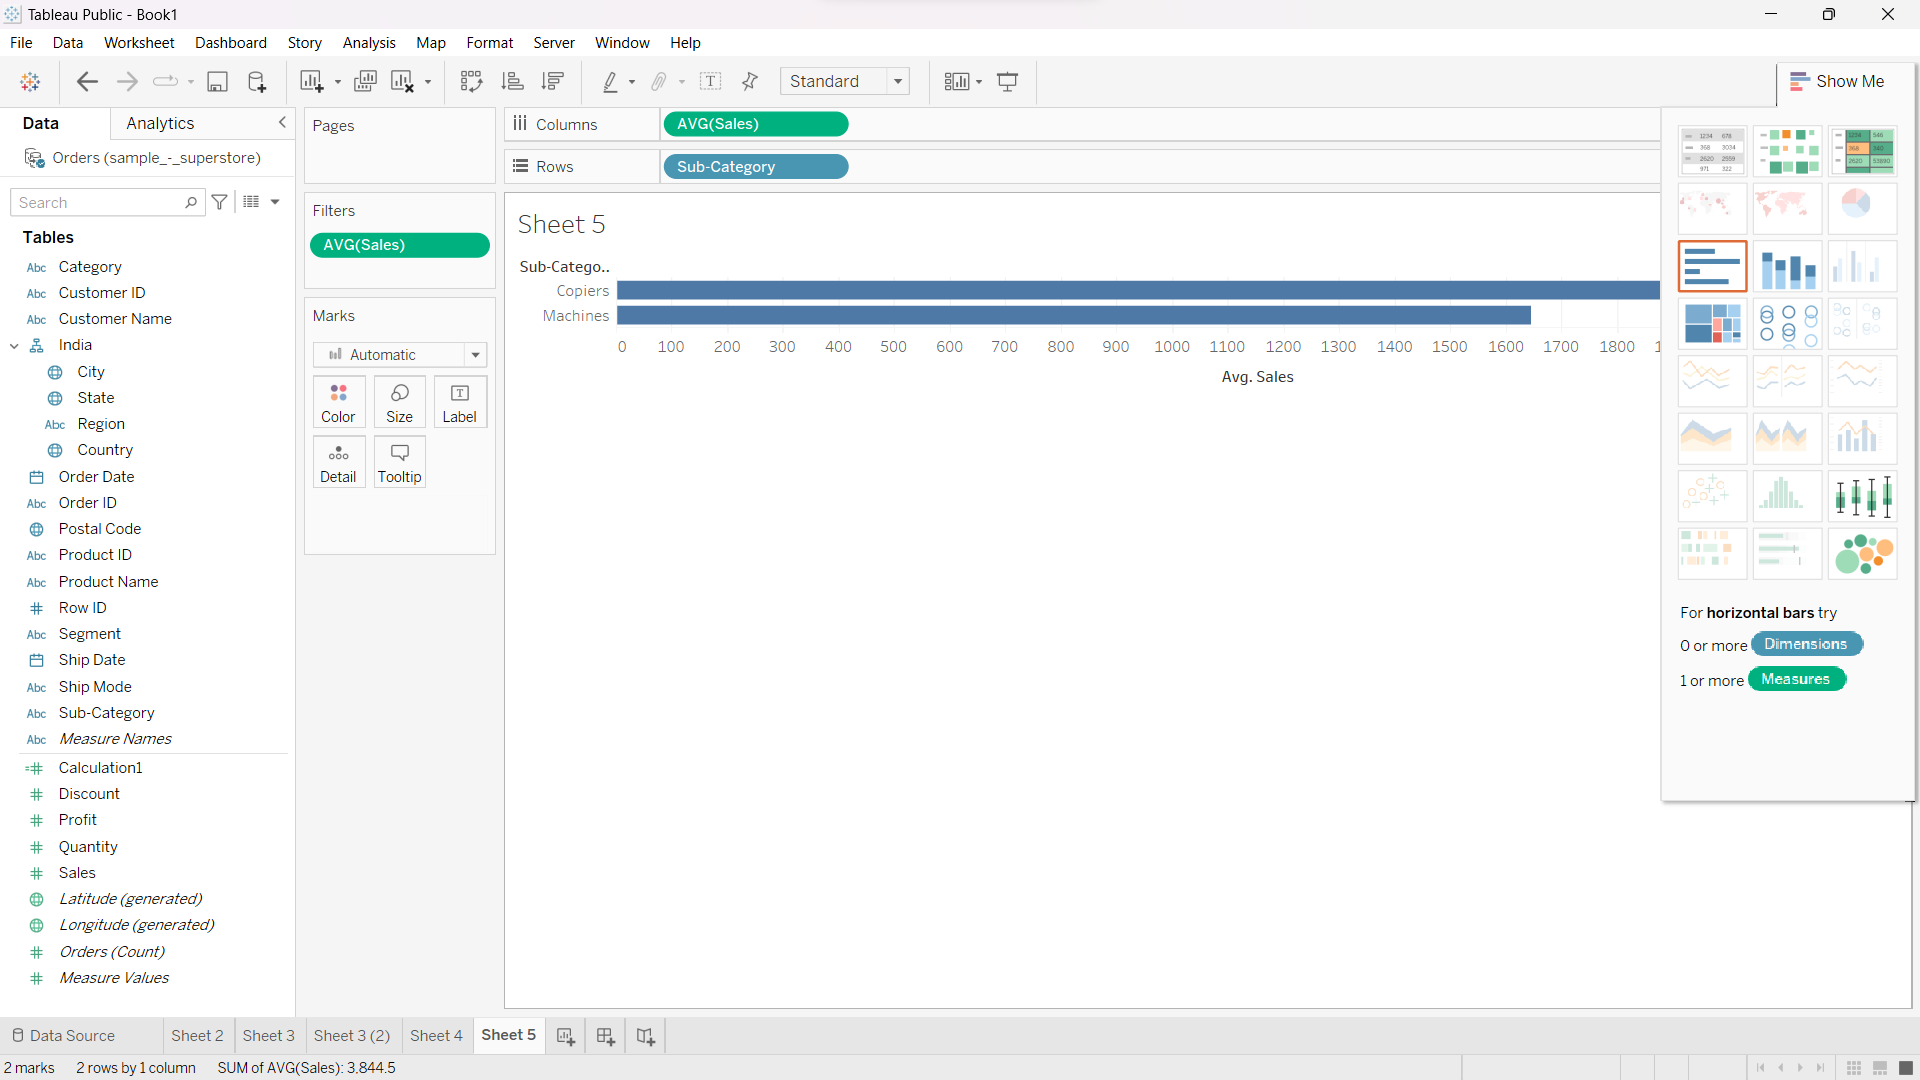 Tableau Public - Book1
File Data Worksheet Dashboard Story Analysis Map Format Server Window Help
Standard
Show Me
Data Analytics
Orders (sample_-_superstore)
Search
Tables
Abc Category
Abc Customer ID
Abc Customer Name
India
City
State
Abc Region
Country
Order Date
Abc Order ID
Postal Code
Abc Product ID
Abc Product Name
Row ID
Abc Segment
Ship Date
Abc Ship Mode
Abc Sub-Category
Abc Measure Names
=# Calculation1
# Discount
# Profit
# Quantity
# Sales
Latitude (generated)
Longitude (generated)
# Orders (Count)
# Measure Values
Pages
Filters
AVG(Sales)
Marks
Automatic
Color Size Label
Detail Tooltip
Columns AVG(Sales)
Rows Sub-Category
Sheet 5
Sub-Catego..
Copiers
Machines
0 100 200 300 400 500 600 700 800 900 1000 1100 1200 1300 1400 1500 1600 1700 1800
Avg. Sales
For horizontal bars try
0 or more Dimensions
1 or more Measures
Data Source Sheet 2 Sheet 3 Sheet 3 (2) Sheet 4 Sheet 5
2 marks 2 rows by 1 column SUM of AVG(Sales): 3,844.5